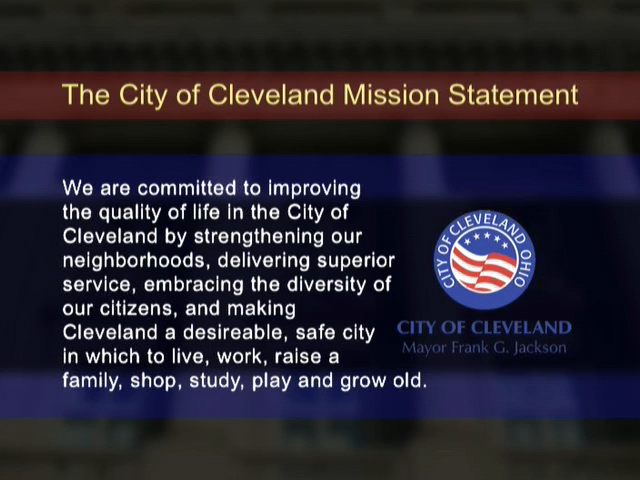 The City of Cleveland Mission Statement
We are committed to improving
the quality of life in the City of
Cleveland by strengthening our
neighborhoods, delivering superior
service, embracing the diversity of
our citizens, and making
Cleveland a desireable, safe city
in which to live, work, raise a
family, shop, study, play and grow old.
CITY OF CLEVELAND OHIO
CITY OF CLEVELAND
Mayor Frank G. Jackson